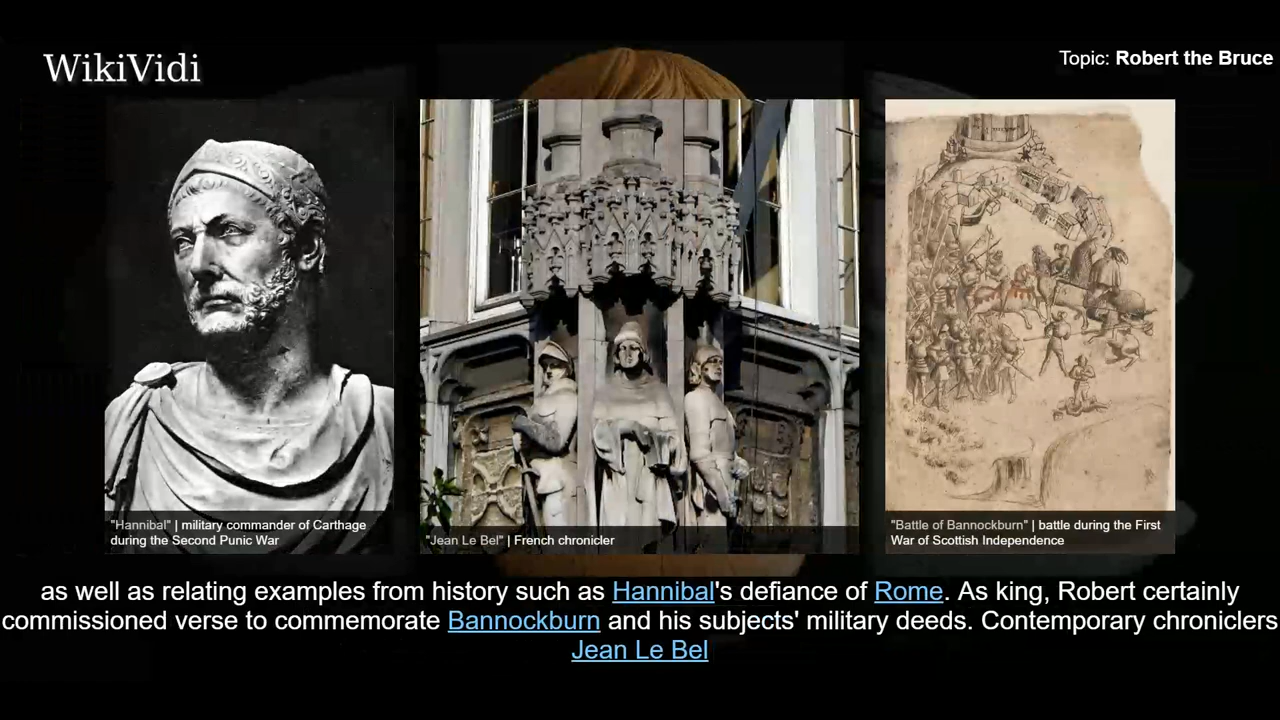 WikiVidi
Topic: Robert the Bruce
"Hannibal" | military commander of Carthage
during the Second Punic War
"Jean Le Bel" | French chronicler
"Battle of Bannockburn" | battle during the First
War of Scottish Independence
as well as relating examples from history such as Hannibal's defiance of Rome. As king, Robert certainly
commissioned verse to commemorate Bannockburn and his subjects' military deeds. Contemporary chroniclers
Jean Le Bel